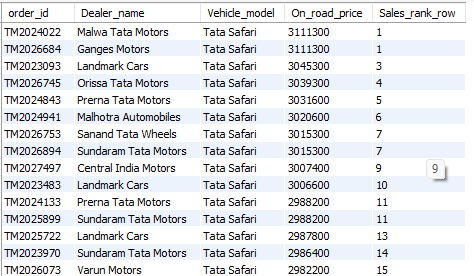 order_id Dealer_name Vehicle_model On_road_price Sales_rank_row
TM2024022 Malwa Tata Motors Tata Safari 3111300 1
TM2026684 Ganges Motors Tata Safari 3111300 1
TM2023093 Landmark Cars Tata Safari 3045300 3
TM2026745 Orissa Tata Motors Tata Safari 3039300 4
TM2024843 Prerna Tata Motors Tata Safari 3031600 5
TM2024941 Malhotra Automobiles Tata Safari 3020600 6
TM2026753 Sanand Tata Wheels Tata Safari 3015300 7
TM2026894 Sundaram Tata Motors Tata Safari 3015300 7
TM2027497 Central India Motors Tata Safari 3007400 9 9
TM2023483 Landmark Cars Tata Safari 3006600 10
TM2024133 Prerna Tata Motors Tata Safari 2988200 11
TM2025899 Sundaram Tata Motors Tata Safari 2988200 11
TM2025722 Landmark Cars Tata Safari 2987800 13
TM2023970 Sundaram Tata Motors Tata Safari 2986400 14
TM2026073 Varun Motors Tata Safari 2982200 15